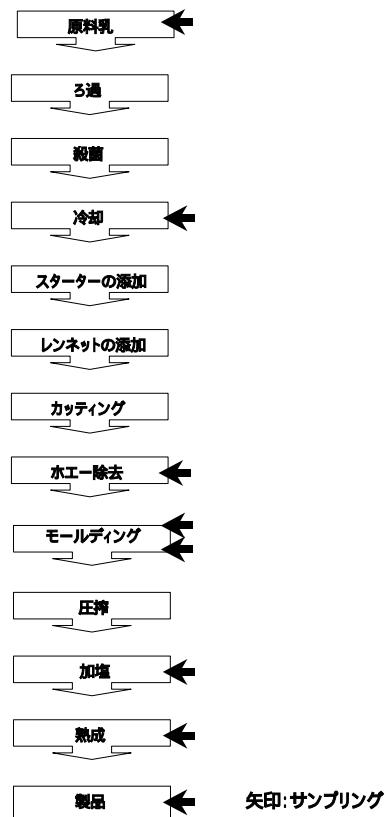 原料乳
ろ過
殺菌
冷却
スターターの添加
レンネットの添加
カッティング
ホエー除去
モールディング
圧搾
加塩
熟成
製品
矢印:サンプリング